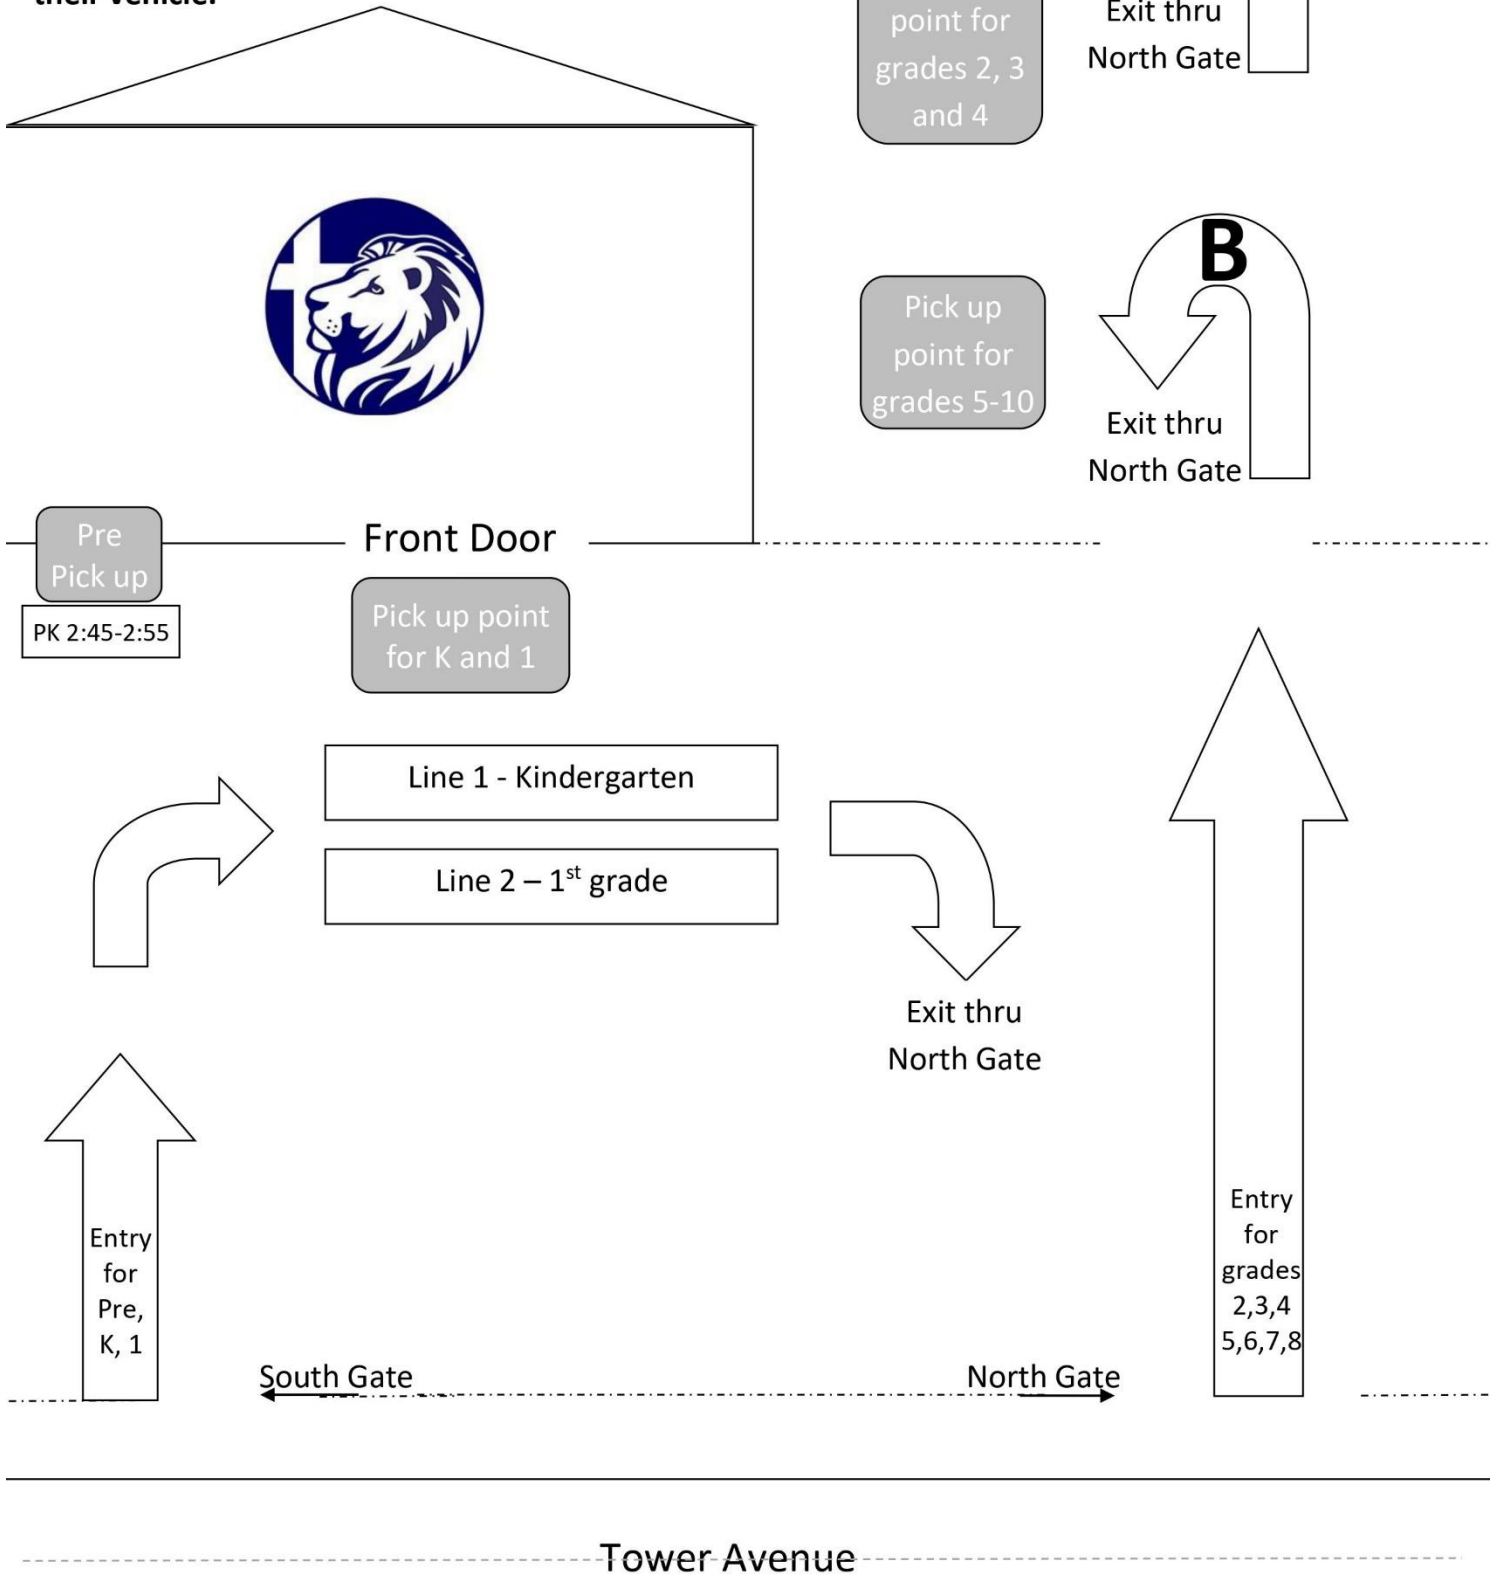 their vehicle.
point for
grades 2, 3
and 4
Exit thru
North Gate
B
Pick up
point for
grades 5-10
Exit thru
North Gate
Pre
Pick up
PK 2:45-2:55
Front Door
Pick up point
for K and 1
Line 1 - Kindergarten
Line 2 – 1st grade
Exit thru
North Gate
Entry
for
Pre,
K, 1
Entry
for
grades
2,3,4
5,6,7,8
South Gate
North Gate
Tower Avenue